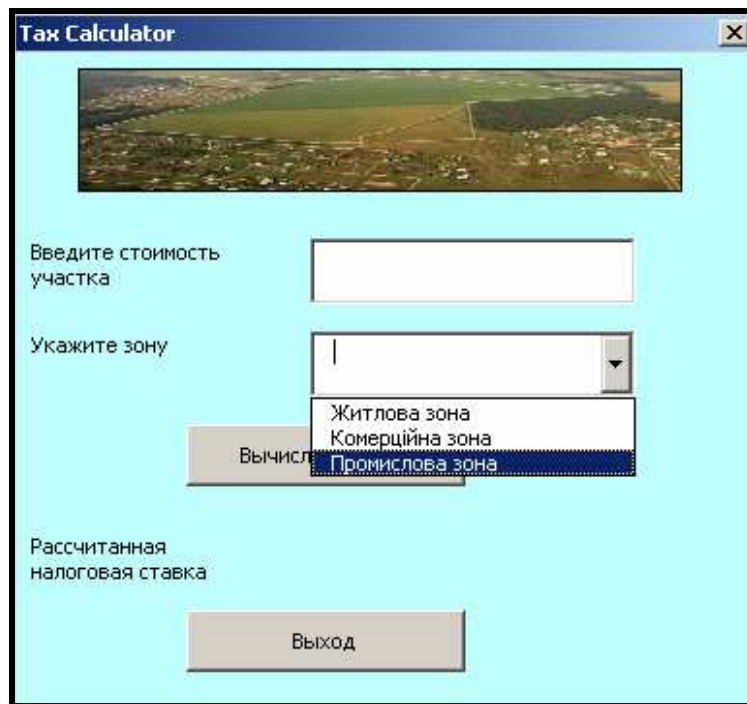 Tax Calculator
Введите стоимость
участка
Укажите зону
Житлова зона
Комерційна зона
Промислова зона
Рассчитанная
налоговая ставка
Выход